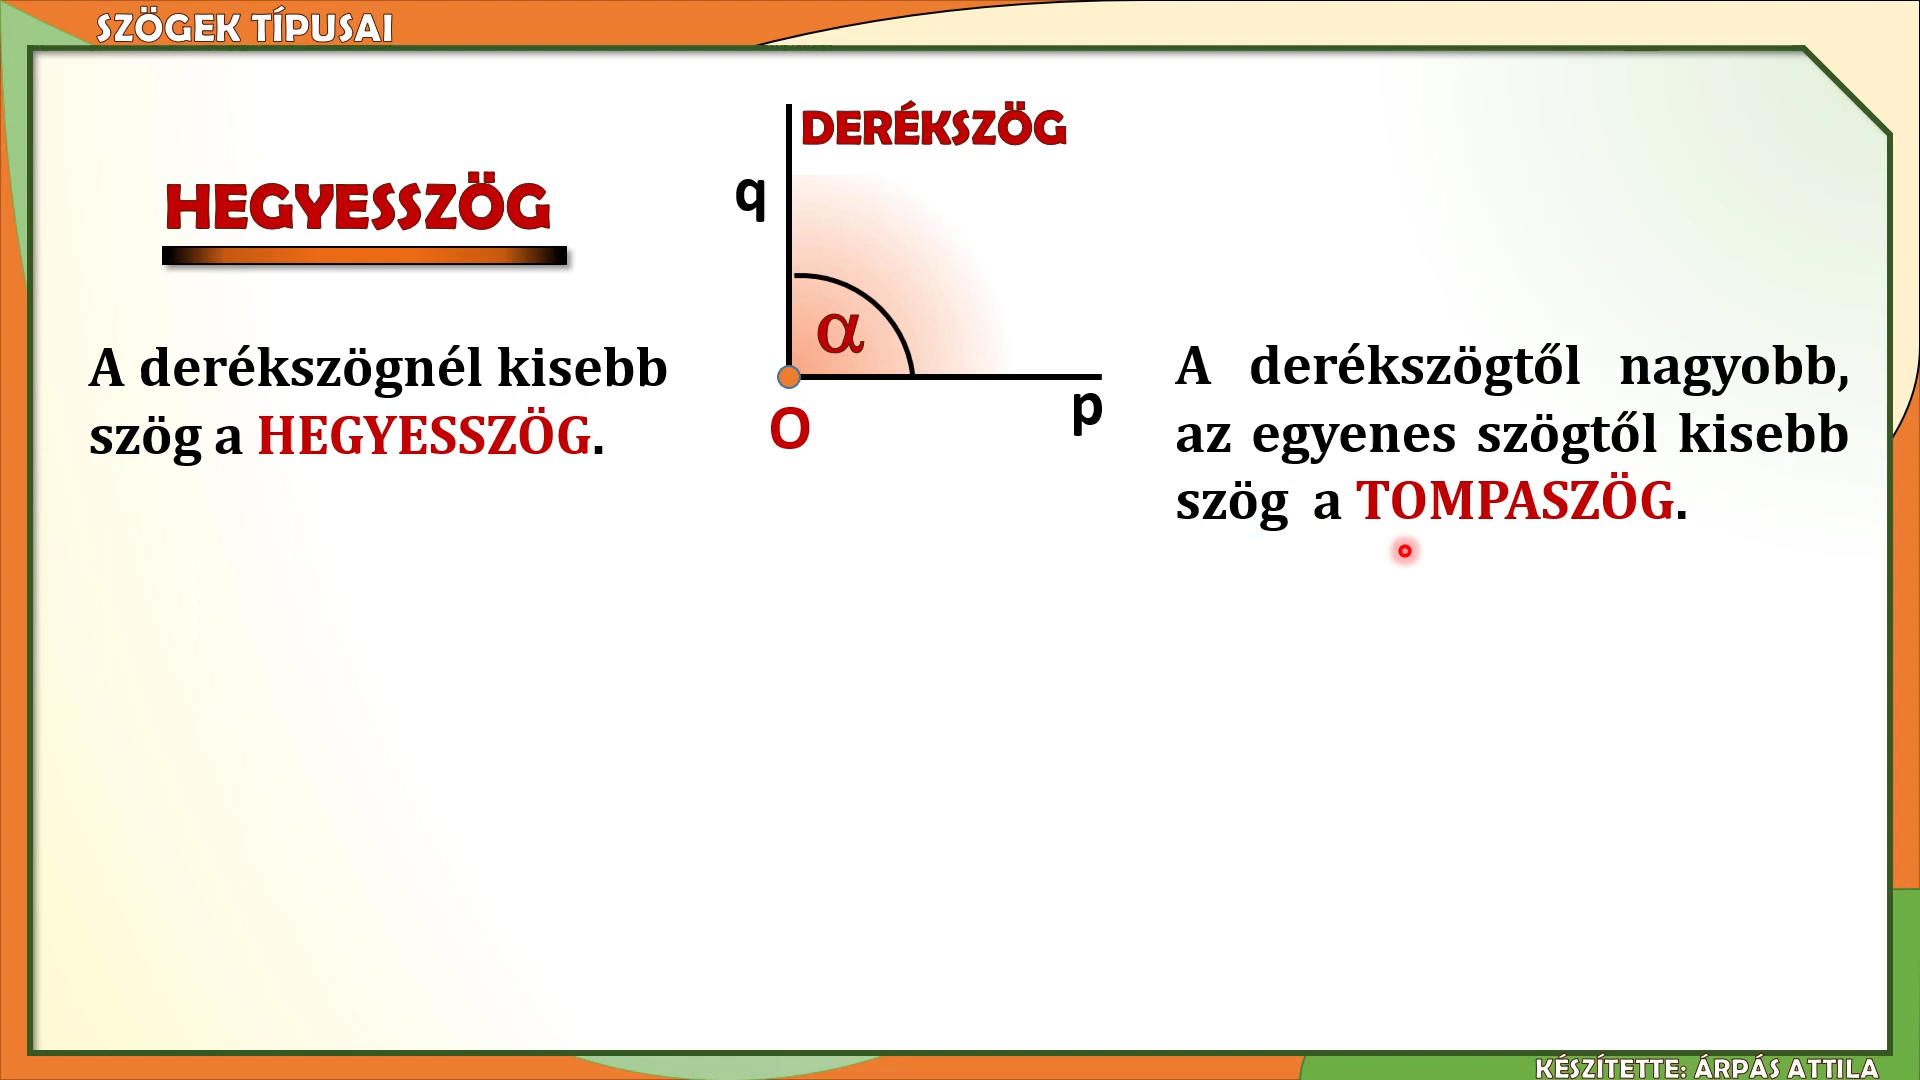 SZÖGEK TÍPUSAI
HEGYESSZÖG
A derékszögnél kisebb
szög a HEGYESSZÖG.
DERÉKSZÖG
q
α
O
p
A derékszögtől nagyobb,
az egyenes szögtől kisebb
szög a TOMPASZÖG.
KÉSZÍTETTE: ÁRPÁS ATTILA